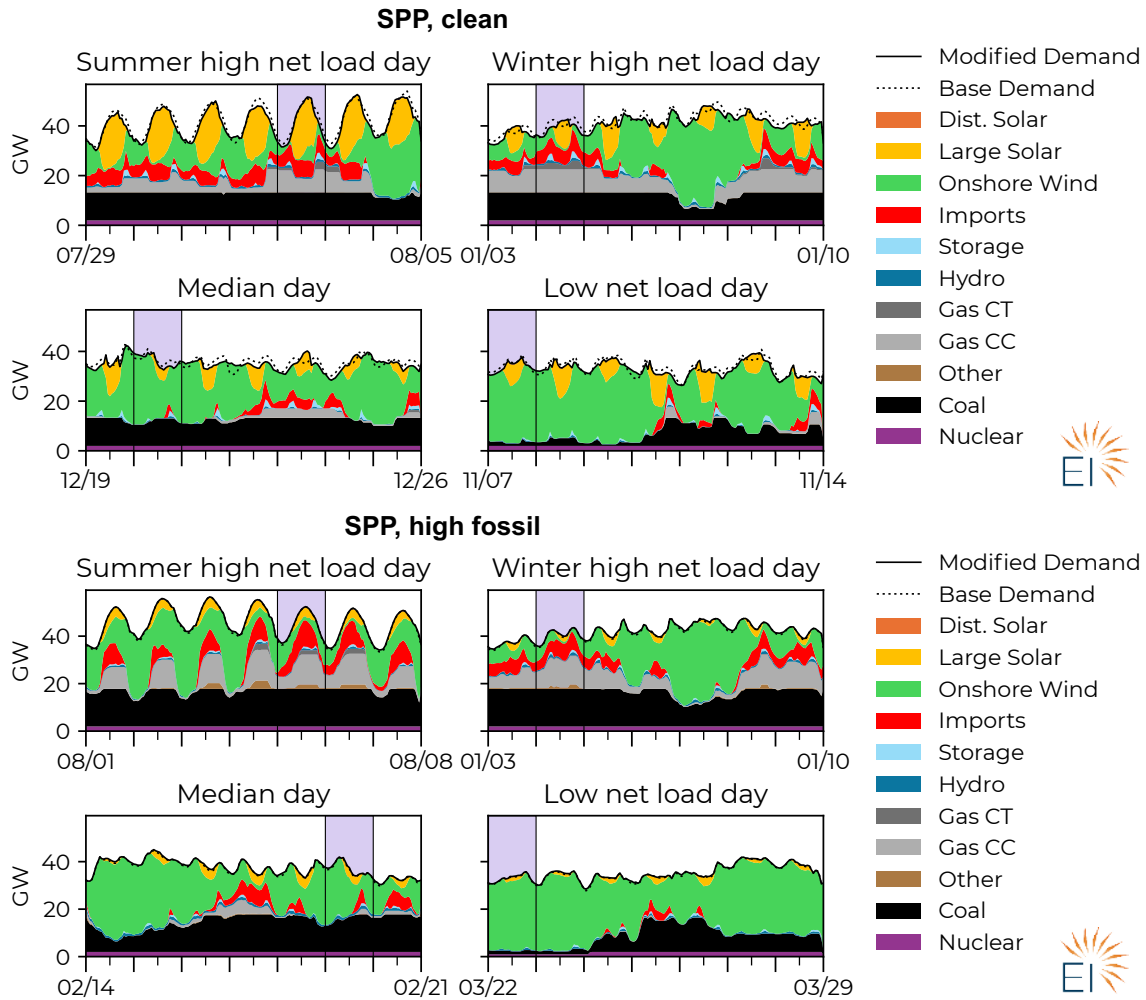 SPP, clean
Summer high net load day
Winter high net load day
GW
40
20
0
07/29
08/05
01/03
01/10
Median day
Low net load day
GW
40
20
0
12/19
12/26
11/07
11/14
Modified Demand
Base Demand
Dist. Solar
Large Solar
Onshore Wind
Imports
Storage
Hydro
Gas CT
Gas CC
Other
Coal
Nuclear
EI
SPP, high fossil
Summer high net load day
Winter high net load day
GW
40
20
0
08/01
08/08
01/03
01/10
Median day
Low net load day
GW
40
20
0
02/14
02/21
03/22
03/29
Modified Demand
Base Demand
Dist. Solar
Large Solar
Onshore Wind
Imports
Storage
Hydro
Gas CT
Gas CC
Other
Coal
Nuclear
EI